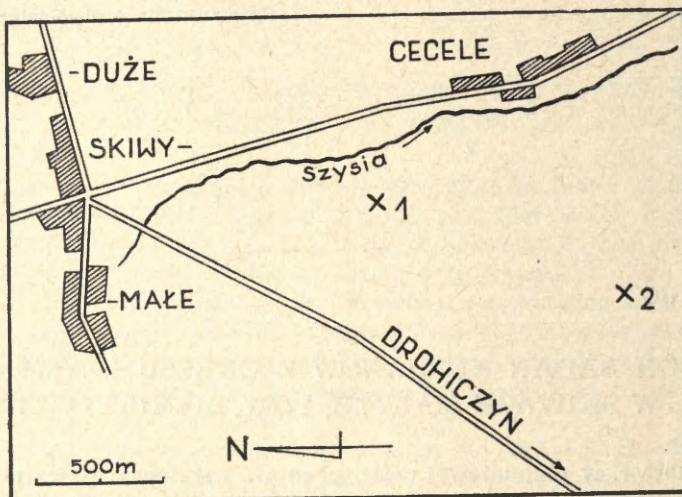 -DUŻE
CECELE
SKIWY-
Szysia
×1
-MAŁE
×2
DROHICZYN
N
500m